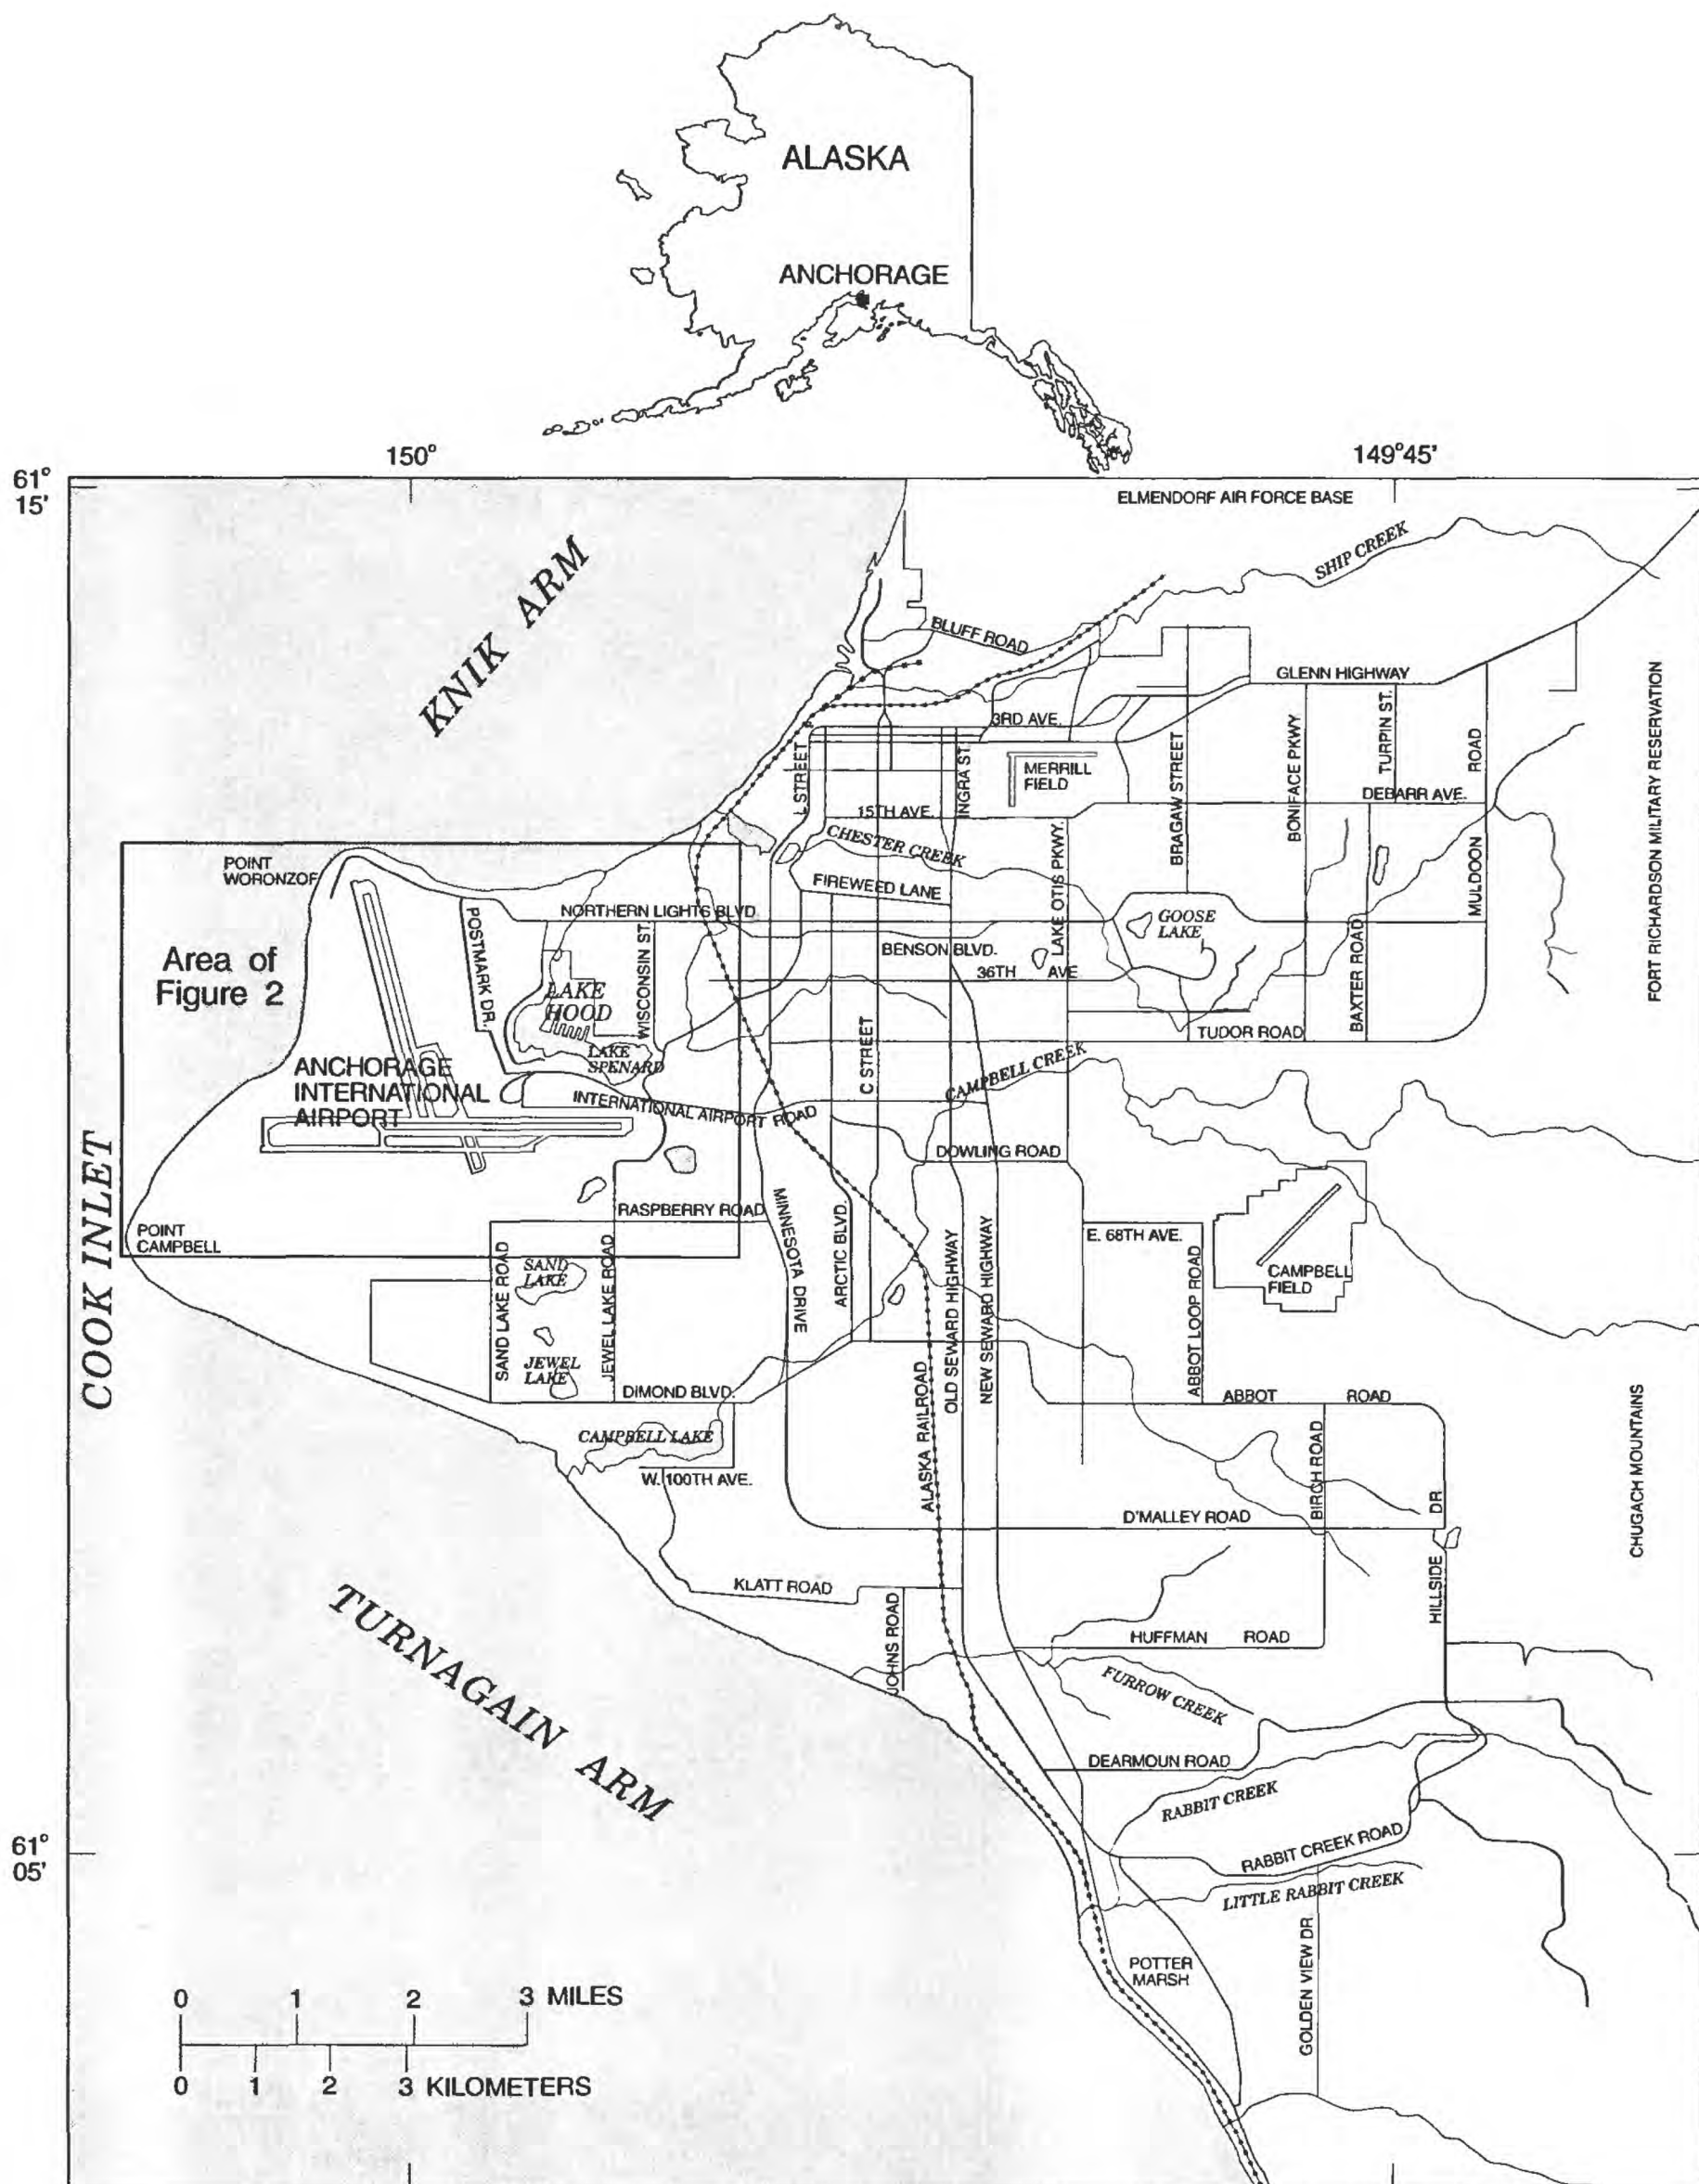 ALASKA
ANCHORAGE
150°
149°45'
61°
15'
ELMENDORF AIR FORCE BASE
SHIP CREEK
KNIK ARM
BLUFF ROAD
GLENN HIGHWAY
FORT RICHARDSON MILITARY RESERVATION
3RD AVE.
L STREET
INGRA ST.
MERRILL
FIELD
BRAGAW STREET
BONIFACE PKWY
TURPIN ST.
MULDOON ROAD
DEBARR AVE.
15TH AVE.
CHESTER CREEK
LAKE OTIS PKWY.
POINT
WORONZOF
FIREWEED LANE
NORTHERN LIGHTS BLVD.
GOOSE
LAKE
POSTMARK DR.
WISCONSIN ST.
BENSON BLVD.
36TH AVE
BAXTER ROAD
Area of
Figure 2
LAKE
HOOD
TUDOR ROAD
LAKE
SPENARD
C STREET
CAMPBELL CREEK
ANCHORAGE
INTERNATIONAL
AIRPORT
INTERNATIONAL AIRPORT ROAD
COOK INLET
DOWLING ROAD
RASPBERRY ROAD
MINNESOTA DRIVE
ARCTIC BLVD.
OLD SEWARD HIGHWAY
NEW SEWARD HIGHWAY
E. 68TH AVE.
POINT
CAMPBELL
SAND LAKE ROAD
SAND
LAKE
JEWEL LAKE ROAD
ABBOT LOOP ROAD
CAMPBELL
FIELD
JEWEL
LAKE
DIMOND BLVD.
ALASKA RAILROAD
ABBOT ROAD
CHUGACH MOUNTAINS
CAMPBELL LAKE
W. 100TH AVE.
BIRCH ROAD
D'MALLEY ROAD
HILLSIDE DR
KLATT ROAD
JOHNS ROAD
HUFFMAN ROAD
TURNAGAIN ARM
FURROW CREEK
DEARMOUN ROAD
RABBIT CREEK
61°
05'
RABBIT CREEK ROAD
LITTLE RABBIT CREEK
POTTER
MARSH
GOLDEN VIEW DR
0 1 2 3 MILES
0 1 2 3 KILOMETERS